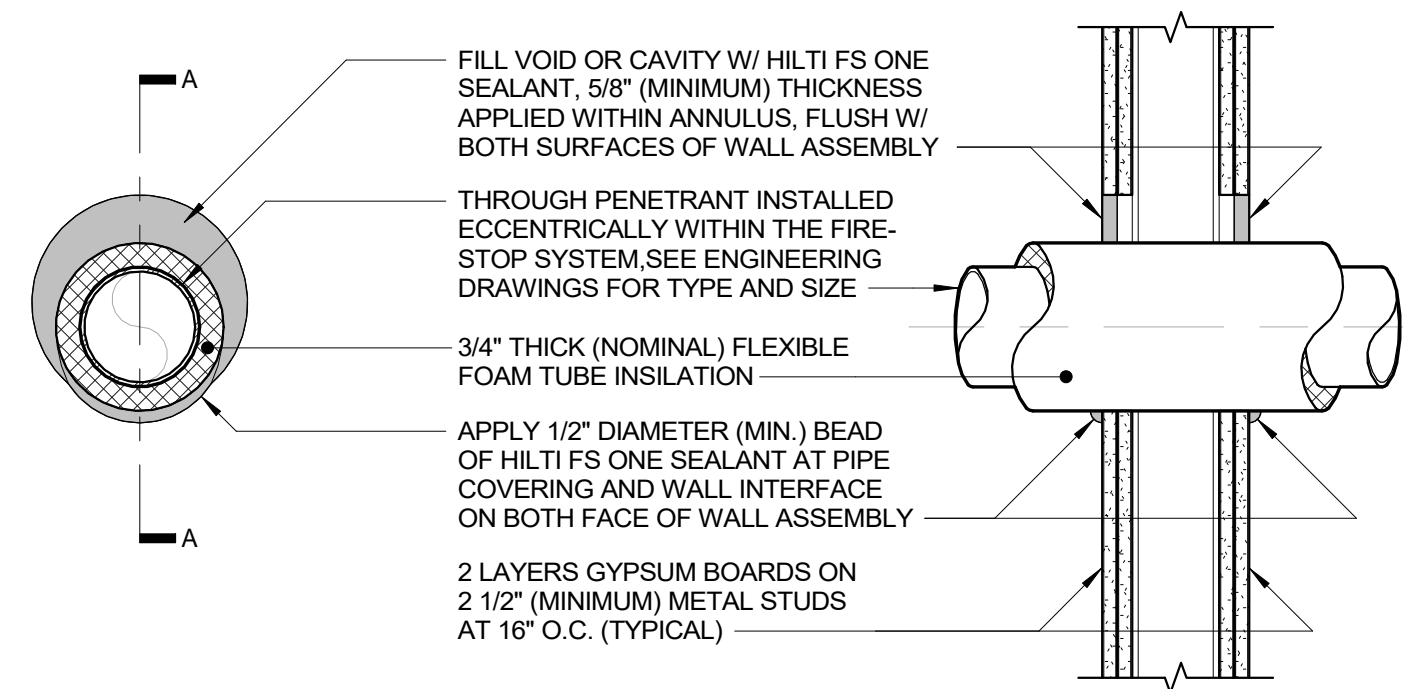 A
FILL VOID OR CAVITY W/ HILTI FS ONE
SEALANT, 5/8" (MINIMUM) THICKNESS
APPLIED WITHIN ANNULUS, FLUSH W/
BOTH SURFACES OF WALL ASSEMBLY
THROUGH PENETRANT INSTALLED
ECCENTRICALLY WITHIN THE FIRE-
STOP SYSTEM,SEE ENGINEERING
DRAWINGS FOR TYPE AND SIZE
3/4" THICK (NOMINAL) FLEXIBLE
FOAM TUBE INSILATION
APPLY 1/2" DIAMETER (MIN.) BEAD
OF HILTI FS ONE SEALANT AT PIPE
COVERING AND WALL INTERFACE
ON BOTH FACE OF WALL ASSEMBLY
A
2 LAYERS GYPSUM BOARDS ON
2 1/2" (MINIMUM) METAL STUDS
AT 16" O.C. (TYPICAL)